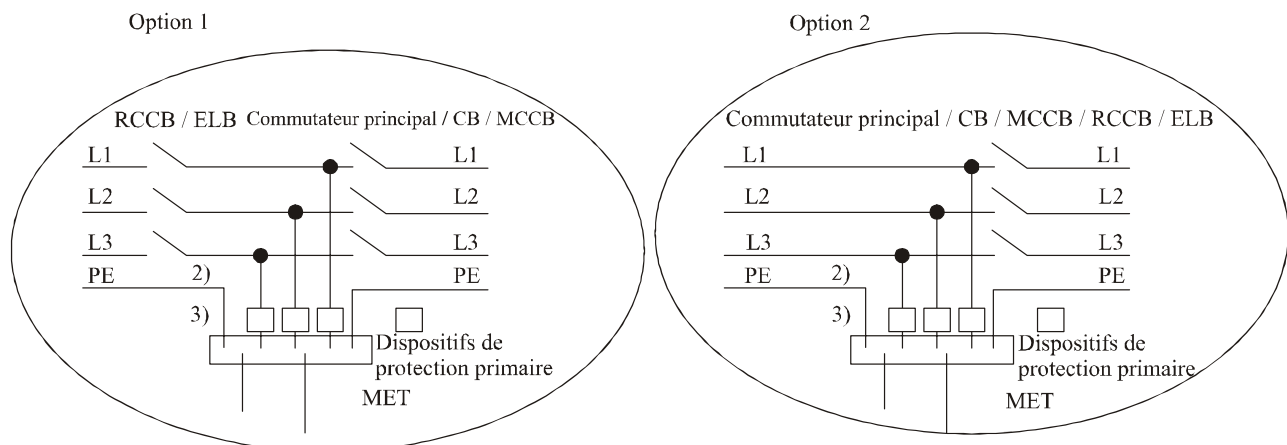 Option 1
RCCB / ELB Commutateur principal / CB / MCCB
L1 L1
L2 L2
L3 L3
PE 2) PE
3)
Dispositifs de
protection primaire
MET
Option 2
Commutateur principal / CB / MCCB / RCCB / ELB
L1 L1
L2 L2
L3 L3
PE 2) PE
3)
Dispositifs de
protection primaire
MET